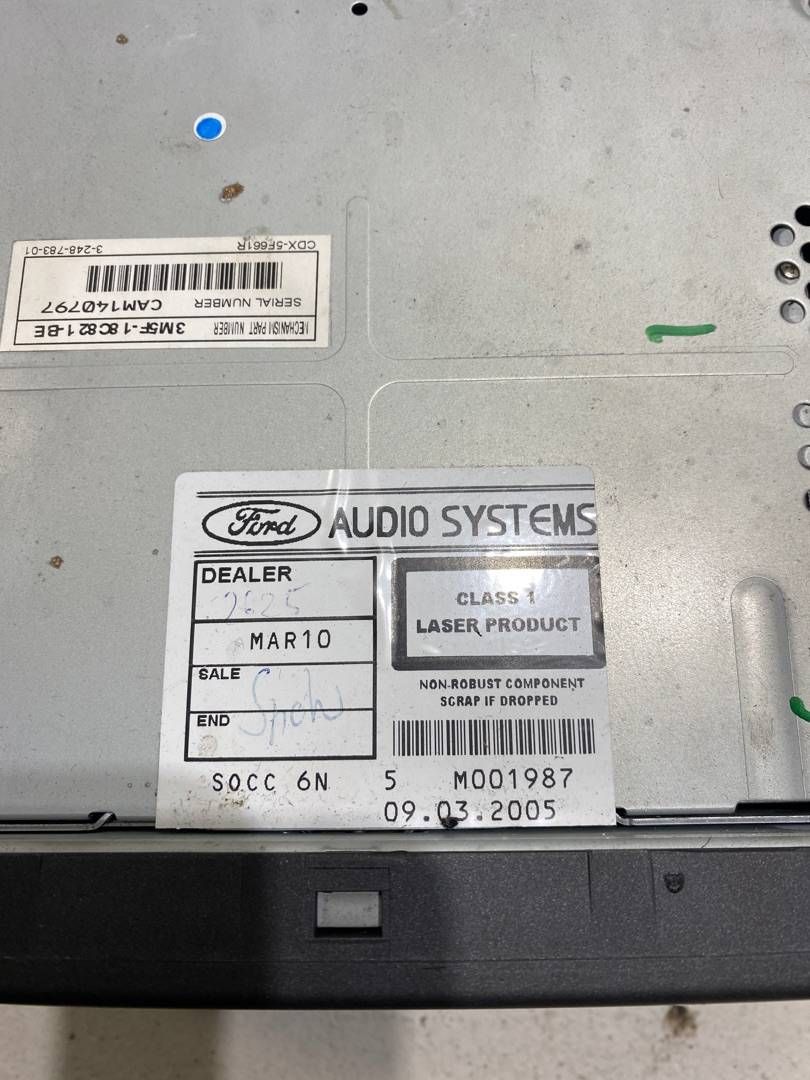 CDX-5F661R 3-248-783-01
SERIAL NUMBER CAM140797
MECHANISM PART NUMBER 3M5F-18C821-BE
Ford AUDIO SYSTEMS
DEALER
MAR10
SALE
END
CLASS 1
LASER PRODUCT
NON-ROBUST COMPONENT
SCRAP IF DROPPED
SOCC 6N 5 M001987
09.03.2005